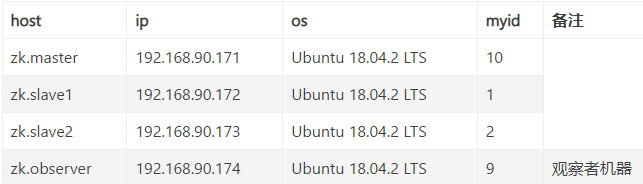 host ip os myid 备注
zk.master 192.168.90.171 Ubuntu 18.04.2 LTS 10
zk.slave1 192.168.90.172 Ubuntu 18.04.2 LTS 1
zk.slave2 192.168.90.173 Ubuntu 18.04.2 LTS 2
zk.observer 192.168.90.174 Ubuntu 18.04.2 LTS 9 观察者机器